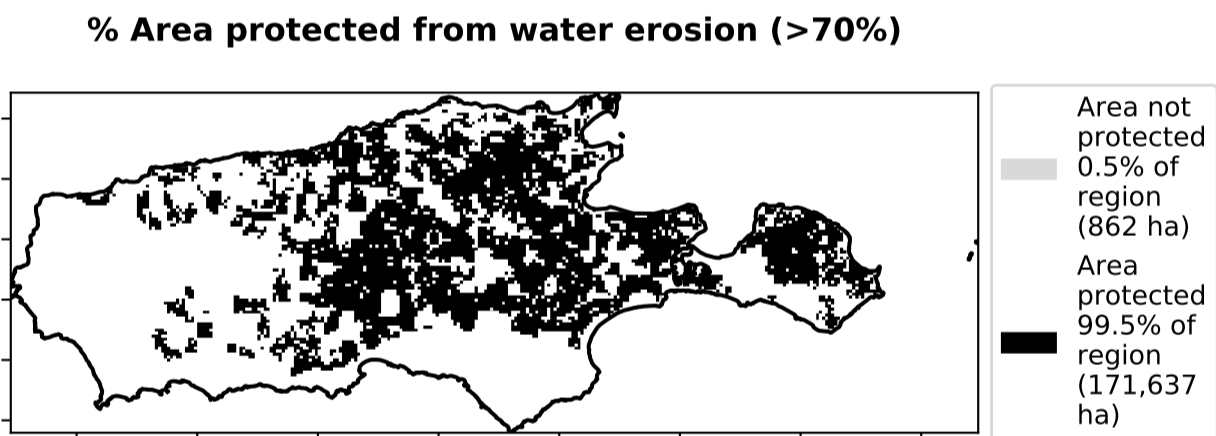 % Area protected from water erosion (>70%)
Area not
protected
0.5% of
region
(862 ha)
Area
protected
99.5% of
region
(171,637
ha)